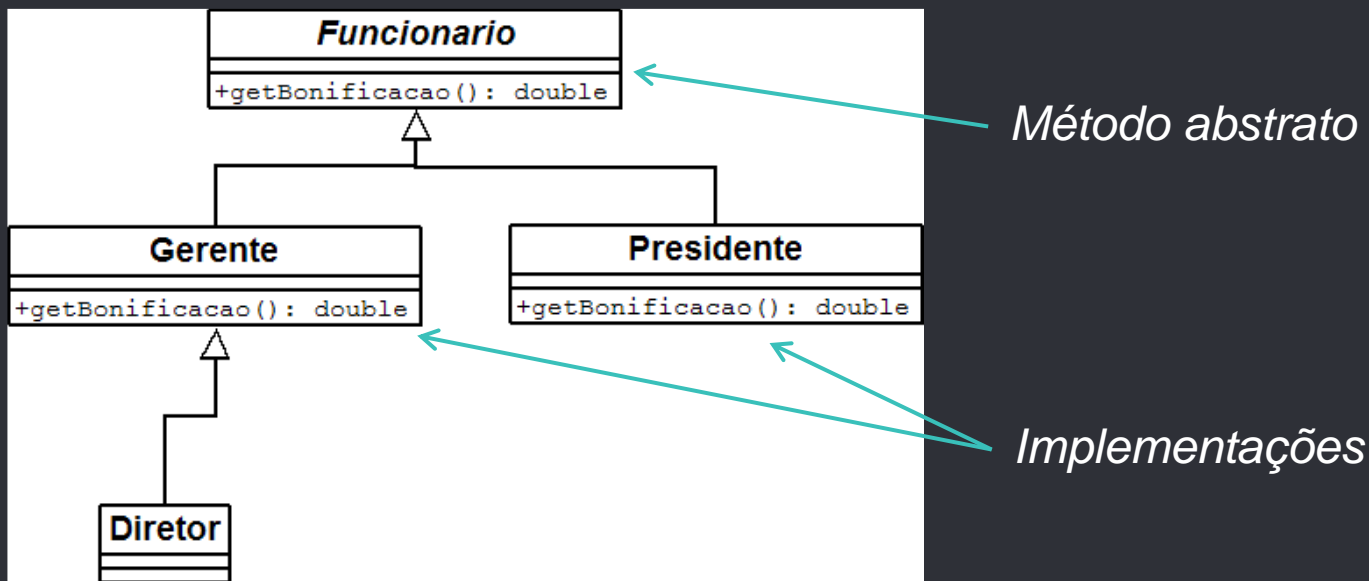 Funcionario
+getBonificacao(): double
Método abstrato
Gerente
+getBonificacao(): double
Presidente
+getBonificacao(): double
Implementações
Diretor